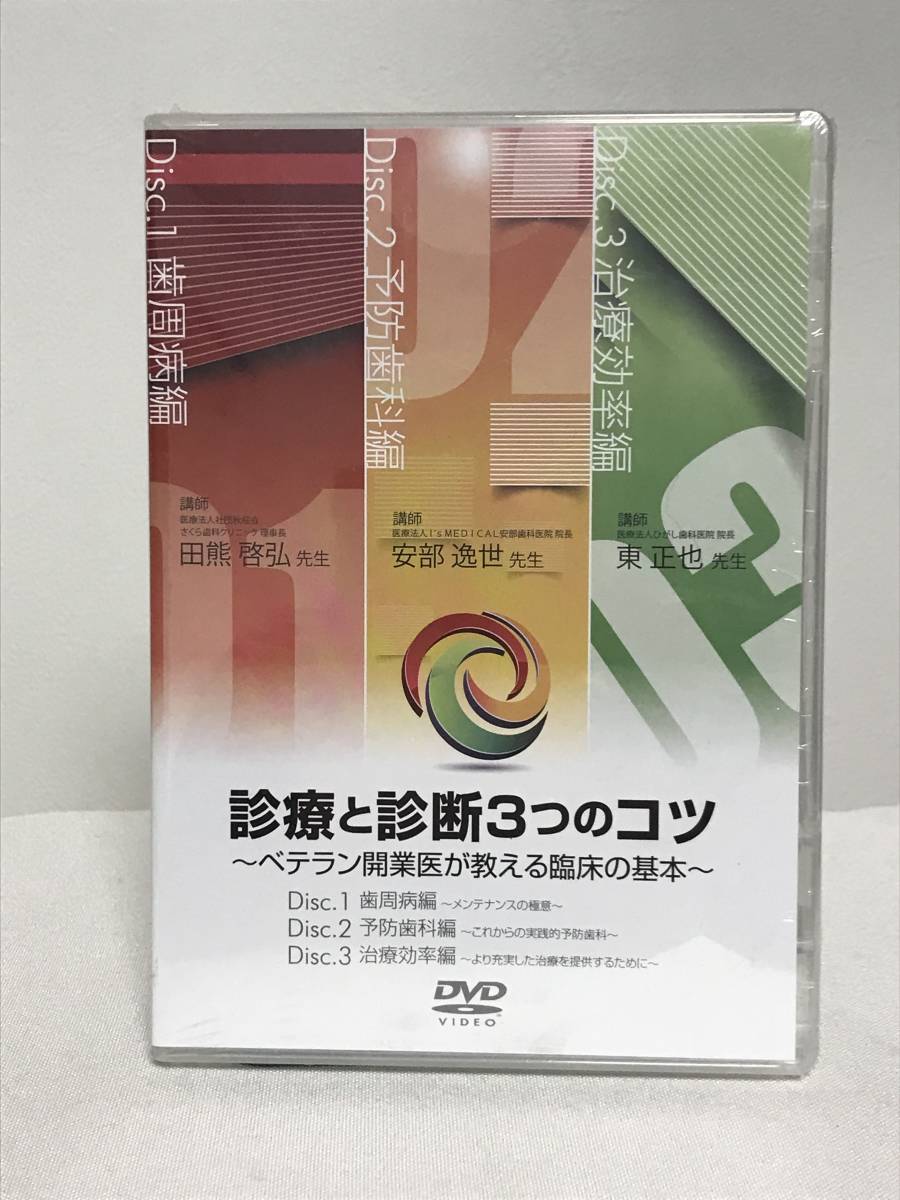 Disc.1 歯周病編
Disc.2 予防歯科編
Disc.3 治療効率編
講師
医療法人社団秋桜会
さくら歯科クリニック 理事長
田熊 啓弘 先生
講師
医療法人I'sMEDICAL安部歯科医院 院長
安部 逸世 先生
講師
医療法人ひがし歯科医院 院長
東 正也 先生
診療と診断3つのコツ
～ベテラン開業医が教える臨床の基本～
Disc.1 歯周病編 ～メンテナンスの極意～
Disc.2 予防歯科編 ～これからの実践的予防歯科～
Disc.3 治療効率編 ～より充実した治療を提供するために～
DVD
VIDEO